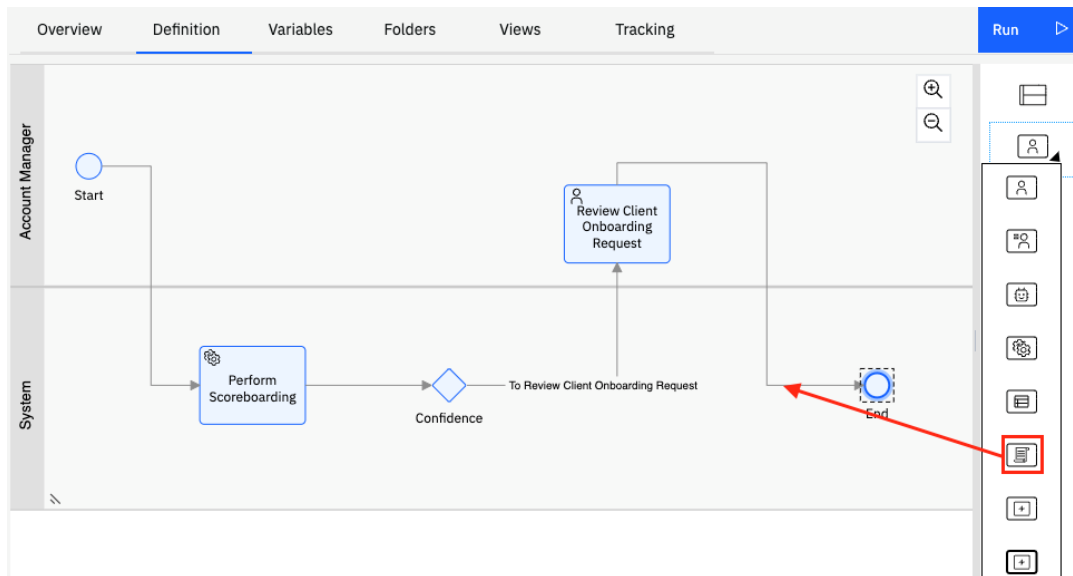 Overview
Definition
Variables
Folders
Views
Tracking
Run
Account Manager
Start
Review Client
Onboarding
Request
System
Perform
Scoreboarding
Confidence
To Review Client Onboarding Request
End